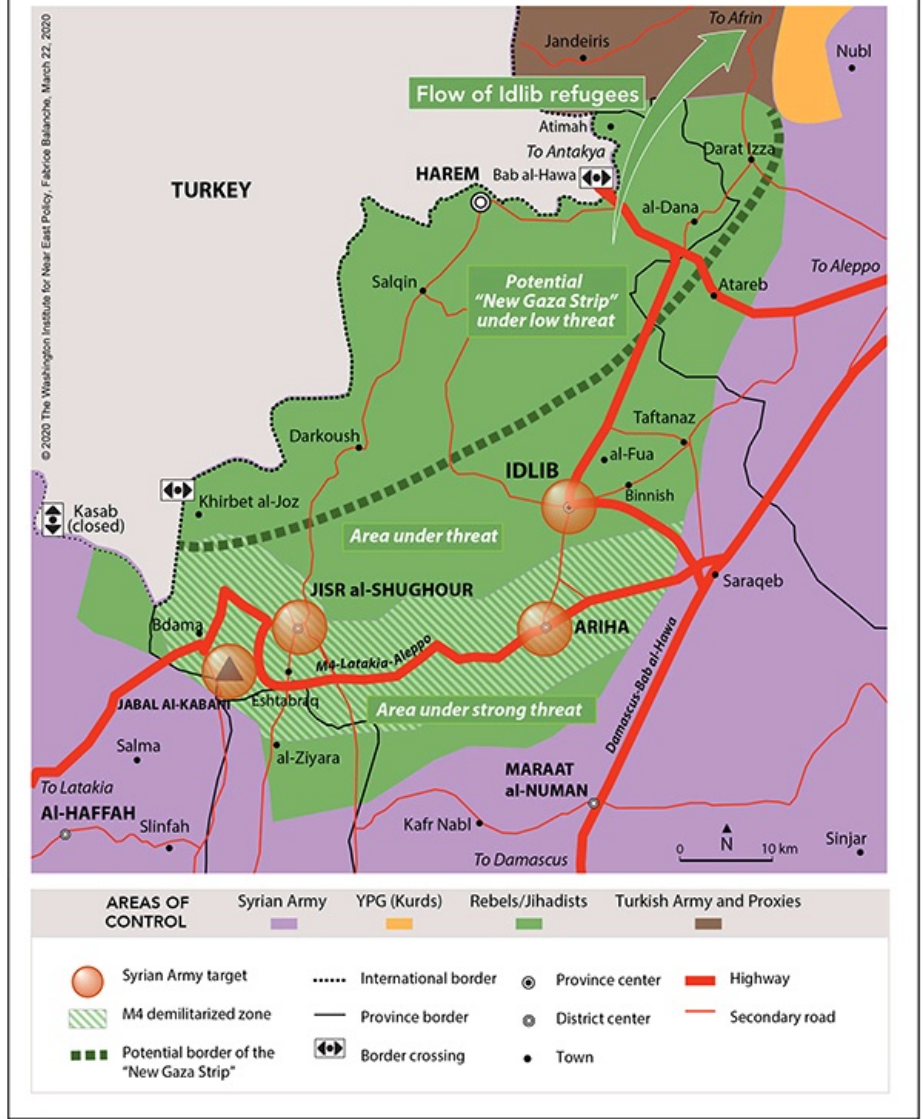 © 2020 The Washington Institute for Near East Policy, Fabrice Balanche, March 22, 2020
To Afrin
Jandeiris
Nubl
Flow of Idlib refugees
Atimah
To Antakya
Darat Izza
HAREM
Bab al-Hawa
TURKEY
al-Dana
To Aleppo
Salqin
Potential
"New Gaza Strip"
under low threat
Atareb
Taftanaz
Darkoush
al-Fua
IDLIB
Binnish
Khirbet al-Joz
Kasab
(closed)
Area under threat
Saraqeb
JISR al-SHUGHOUR
Bdama
ARIHA
M4-Latakia-Aleppo
Damascus-Bab al-Hawa
JABAL Al-KABANI
Eshtabraq
Area under strong threat
Salma
al-Ziyara
To Latakia
MARAAT
al-NUMAN
Al-HAFFAH
Slinfah
Kafr Nabl
To Damascus
N
0 10 km
Sinjar
AREAS OF
CONTROL
Syrian Army
YPG (Kurds)
Rebels/Jihadists
Turkish Army and Proxies
Syrian Army target
International border
Province center
Highway
M4 demilitarized zone
Province border
District center
Secondary road
Potential border of the
"New Gaza Strip"
Border crossing
Town